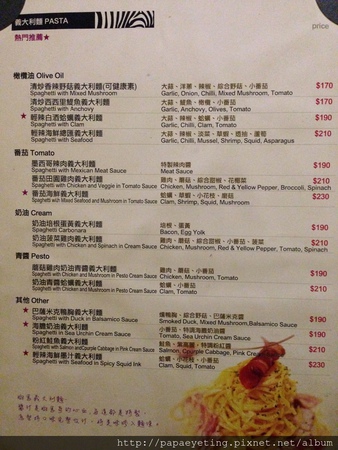 義大利麵 PASTA
price
熱門推薦★
橄欖油 Olive Oil
清炒香辣野菇義大利麵(可健康素) 大蒜、洋蔥、辣椒、綜合野菇、小番茄 $170
Spaghetti with Mixed Mushroom Garlic, Onion, Chilli, Mixed Mushroom, Tomato
清炒西西里鯷魚義大利麵 大蒜、鯷魚、橄欖、小番茄 $170
Spaghetti with Anchovy Garlic, Anchovy, Olives, Tomato
★ 輕辣白酒蛤蠣義大利麵 大蒜、辣椒、蛤蠣、小番茄 $190
Spaghetti with Clam Garlic, Chilli, Clam, Tomato
★ 輕辣海鮮總匯義大利麵 大蒜、辣椒、淡菜、草蝦、透抽、蘆筍 $210
Spaghetti with Seafood Garlic, Chilli, Mussel, Shrimp, Squid, Asparagus
番茄 Tomato
墨西哥辣肉義大利麵 特製辣肉醬 $190
Spaghetti with Mexican Meat Sauce Meat Sauce
番茄田園雞肉義大利麵 雞肉、蘑菇、綜合甜椒、花椰菜 $210
Spaghetti with Chicken and Veggie in Tomato Sauce Chicken, Mushroom, Red & Yellow Pepper, Broccoli, Spinach
★ 番茄海鮮義大利麵 蛤蠣、草蝦、小花枝、蘑菇 $230
Spaghetti with Mixed Seafood and Mushroom in Tomato Sauce Clam, Shrimp, Squid, Mushroom
奶油 Cream
奶油培根蛋黃義大利麵 培根、蛋黃 $190
Spaghetti Carbonara Bacon, Egg Yolk
奶油菠菜雞肉義大利麵 雞肉、蘑菇、綜合甜椒、小番茄、菠菜 $210
Spaghetti with Chicken and Spinach in Cream Sauce Chicken, Mushroom, Red & Yellow Pepper, Tomato, Spinach
青醬 Pesto
蘑菇雞肉奶油青醬義大利麵 雞肉、蘑菇、小番茄 $190
Spaghetti with Chicken and Mushroom in Pesto Cream Sauce Chicken, Mushroom, Tomato
奶油青醬蛤蠣義大利麵 蛤蠣、小番茄 $210
Spaghetti with Chicken and Mushroom in Pesto Cream Sauce Clam, Tomato
其他 Other
★ 巴薩米克鴨胸義大利麵 燻鴨胸、綜合野菇、巴薩米克醬 $190
Spaghetti with Duck in Balsamico Sauce Smoked Duck, Mixed Mushroom, Balsamico Sauce
★ 海膽奶油義大利麵 小番茄、特調海膽奶油醬 $190
Spaghetti in Sea Urchin Cream Sauce Tomato, Sea Urchin Cream Sauce
粉紅鮭魚義大利麵 鮭魚、特調粉紅醬 $210
Spaghetti with Salmon and Courgette Cabbage in Pink Cream Sauce Salmon, Cabbage, Pink Cream
★ 輕辣海鮮墨汁義大利麵 蛤蠣、草蝦、小花枝 $230
Spaghetti with Seafood in Spicy Squid Ink Clam, Shrimp
http://papaeyeting.pixnet.net/album